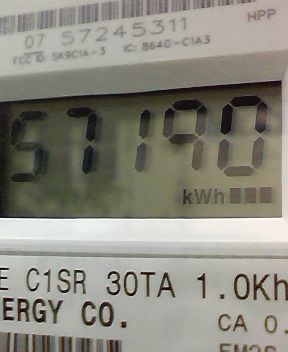 07 57245311
HPP
FCC ID: SK9C1A-3 IC: 864G-C1A3
57190
kWh
E C1SR 30TA 1.0Kh
ERGY CO.
CA 0.